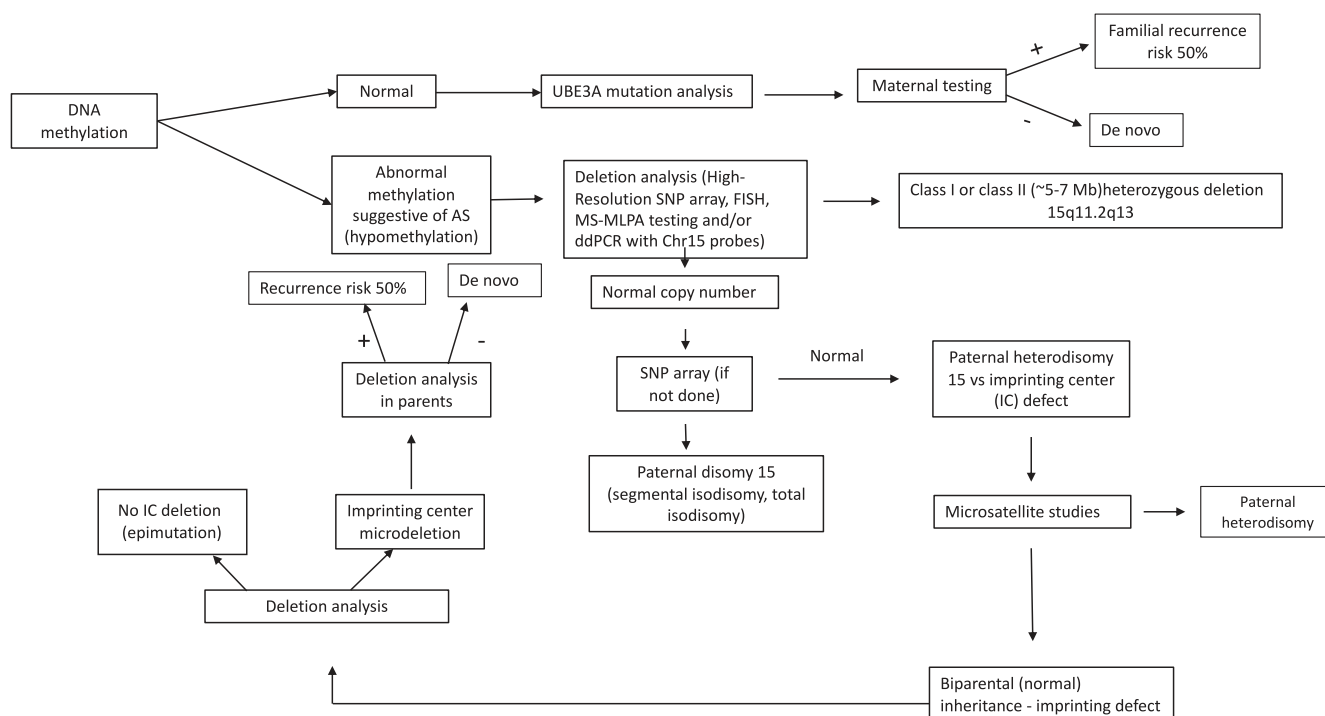 Familial recurrence
risk 50%
+
DNA
methylation
Normal
UBE3A mutation analysis
Maternal testing
-
De novo
Abnormal
methylation
suggestive of AS
(hypomethylation)
Deletion analysis (High-
Resolution SNP array, FISH,
MS-MLPA testing and/or
ddPCR with Chr15 probes)
Class I or class II (~5-7 Mb)heterozygous deletion
15q11.2q13
Recurrence risk 50%
De novo
Normal copy number
+
-
Deletion analysis
in parents
SNP array (if
not done)
Normal
Paternal heterodisomy
15 vs imprinting center
(IC) defect
Paternal disomy 15
(segmental isodisomy, total
isodisomy)
No IC deletion
(epimutation)
Imprinting center
microdeletion
Microsatellite studies
Paternal
heterodisomy
Deletion analysis
Biparental (normal)
inheritance - imprinting defect